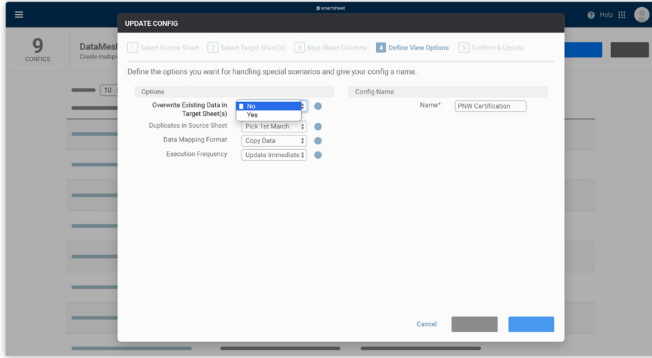 smartsheet
Help
UPDATE CONFIG
9
CONFIGS
DataMesh
Create multiple
1 Select Source Sheet 2 Select Target Sheet(s) 3 Map Sheet Columns 4 Define View Options 5 Confirm & Update
Define the options you want for handling special scenarios and give your config a name.
10
Options
Config Name
Overwrite Existing Data in
Target Sheet(s)
No
Yes
Name*
PNW Certification
Duplicates in Source Sheet
Pick 1st March
Data Mapping Format
Copy Data
Execution Frequency
Update Immediate
Cancel